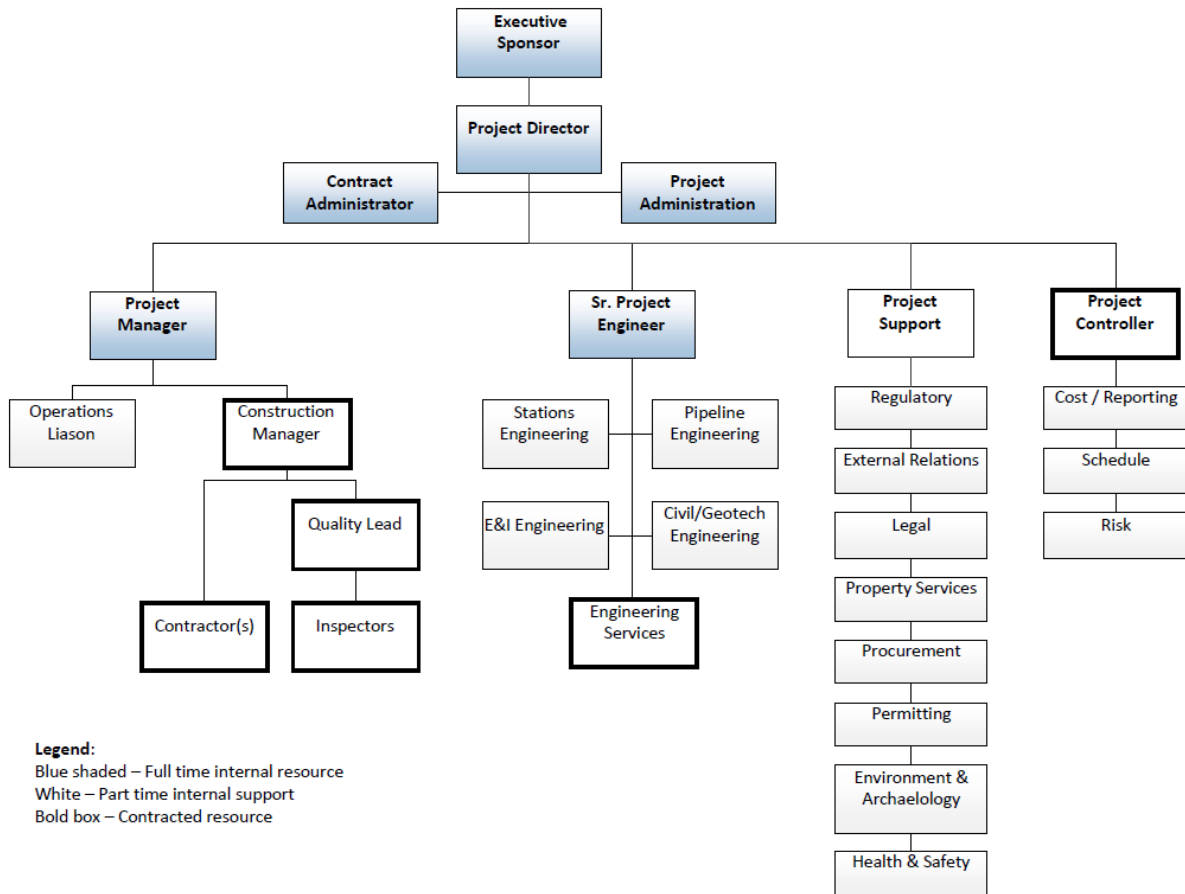 Executive
Sponsor
Project Director
Contract
Administrator
Project
Administration
Project
Manager
Sr. Project
Engineer
Project
Support
Project
Controller
Operations
Liason
Construction
Manager
Quality Lead
Contractor(s)
Inspectors
Stations
Engineering
Pipeline
Engineering
E&I Engineering
Civil/Geotech
Engineering
Engineering
Services
Regulatory
External Relations
Legal
Property Services
Procurement
Permitting
Environment &
Archaelology
Health & Safety
Cost / Reporting
Schedule
Risk
Legend:
Blue shaded – Full time internal resource
White – Part time internal support
Bold box – Contracted resource